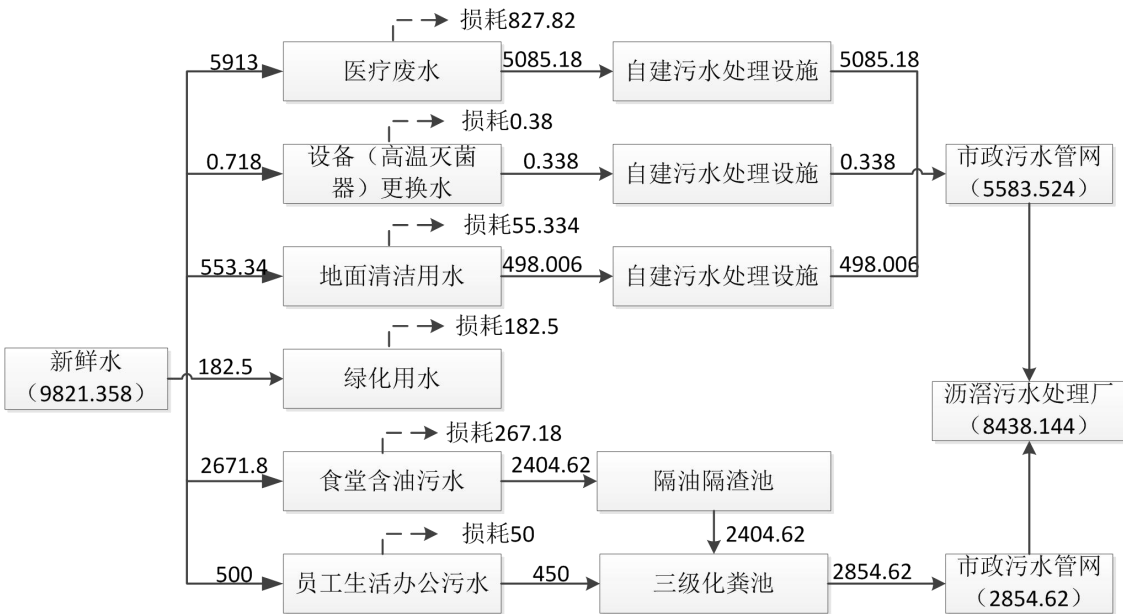 损耗827.82
5913
医疗废水
5085.18
自建污水处理设施
5085.18
损耗0.38
0.718
设备（高温灭菌
器）更换水
0.338
自建污水处理设施
0.338
市政污水管网
（5583.524）
损耗55.334
553.34
地面清洁用水
498.006
自建污水处理设施
498.006
损耗182.5
新鲜水
（9821.358）
182.5
绿化用水
沥滘污水处理厂
（8438.144）
损耗267.18
2671.8
食堂含油污水
2404.62
隔油隔渣池
2404.62
损耗50
500
员工生活办公污水
450
三级化粪池
2854.62
市政污水管网
（2854.62）